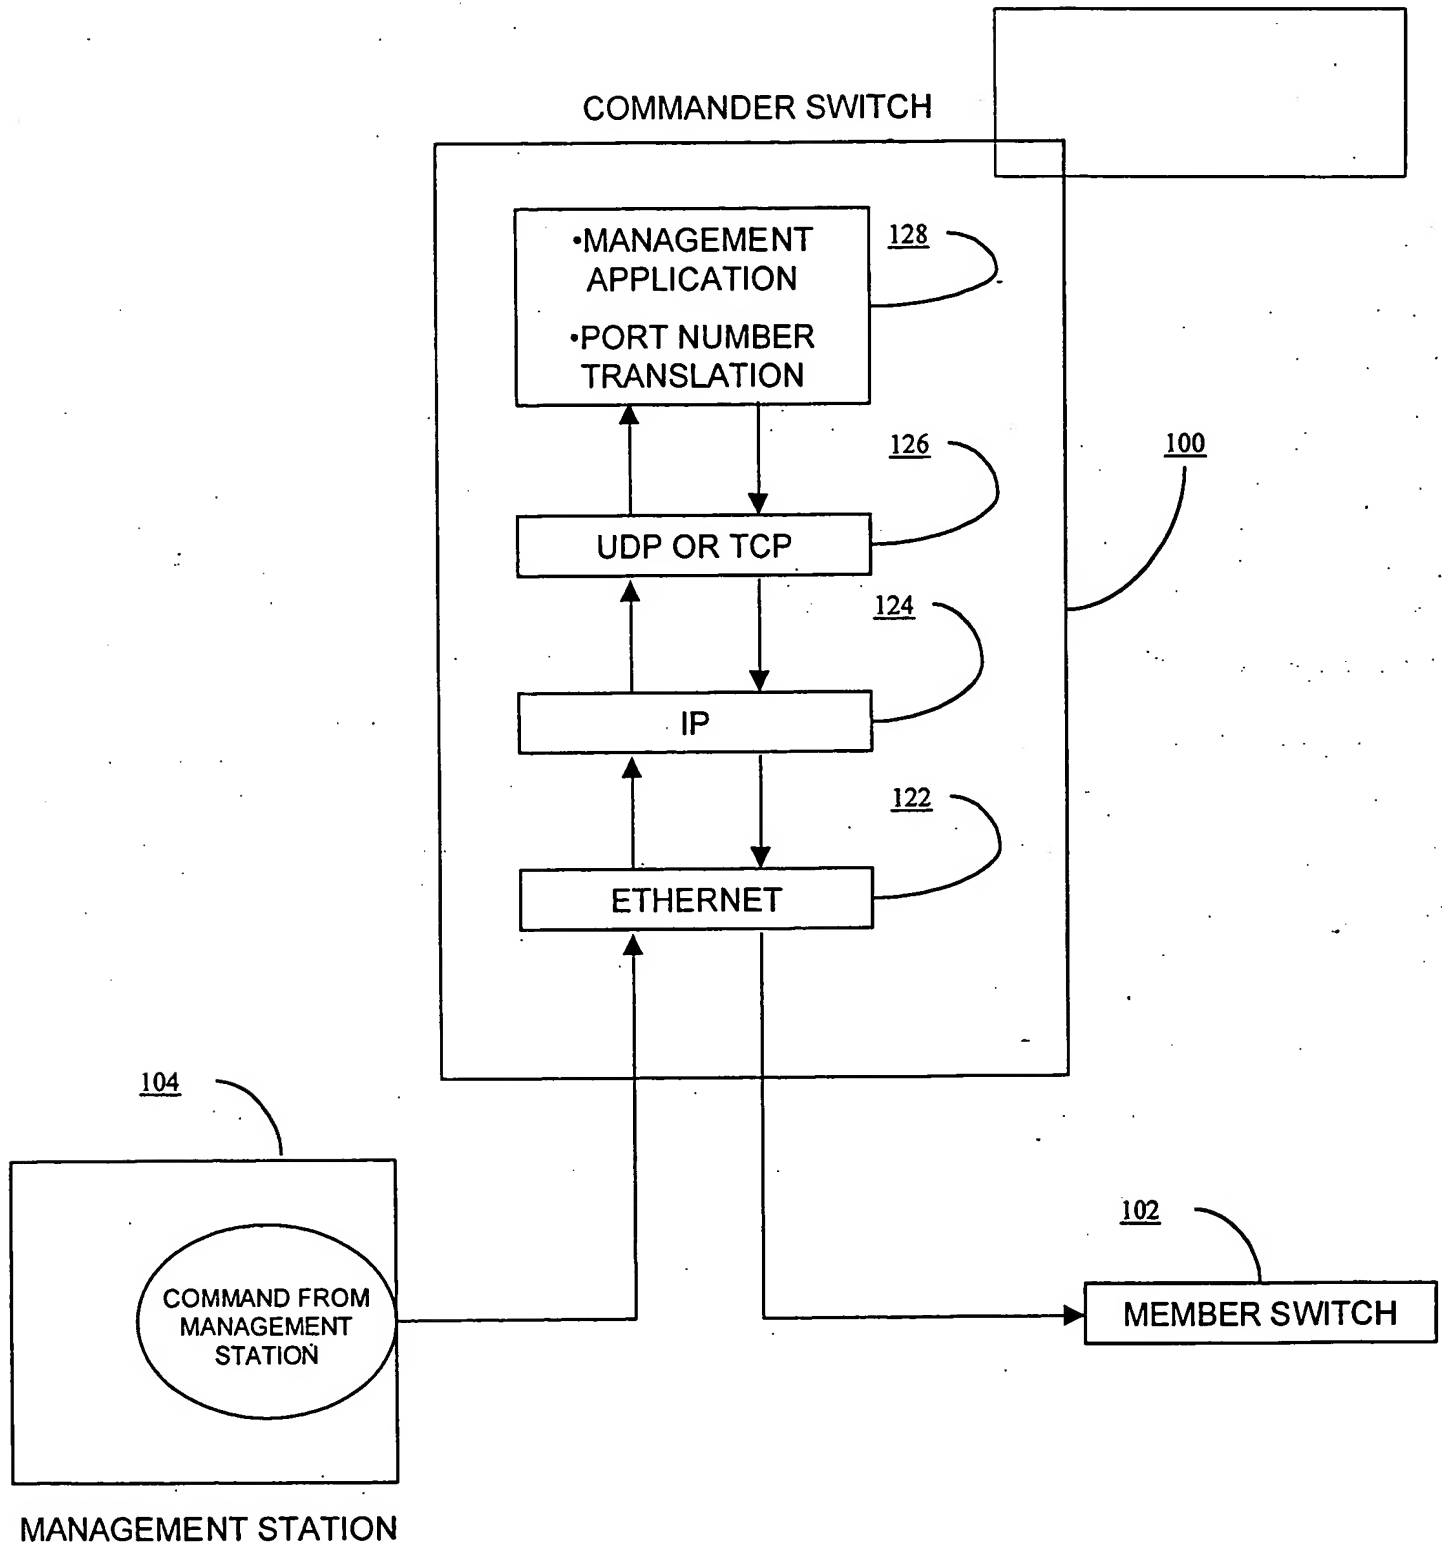 COMMANDER SWITCH
•MANAGEMENT
APPLICATION
•PORT NUMBER
TRANSLATION
128
126
100
UDP OR TCP
124
IP
122
ETHERNET
104
102
COMMAND FROM
MANAGEMENT
STATION
MEMBER SWITCH
MANAGEMENT STATION